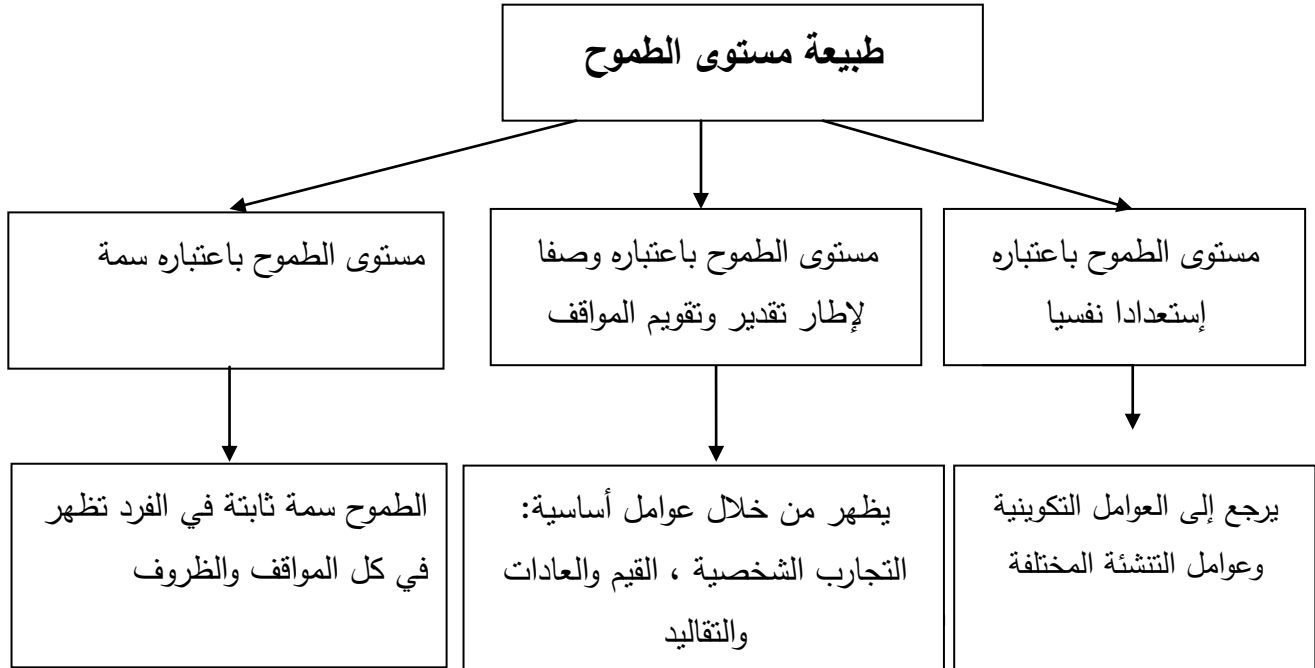 طبيعة مستوى الطموح
مستوى الطموح باعتباره
إستعدادا نفسيا
مستوى الطموح باعتباره وصفا
لإطار تقدير وتقويم المواقف
مستوى الطموح باعتباره سمة
يرجع إلى العوامل التكوينية
وعوامل التنشئة المختلفة
يظهر من خلال عوامل أساسية:
التجارب الشخصية ، القيم والعادات
والتقاليد
الطموح سمة ثابتة في الفرد تظهر
في كل المواقف والظروف